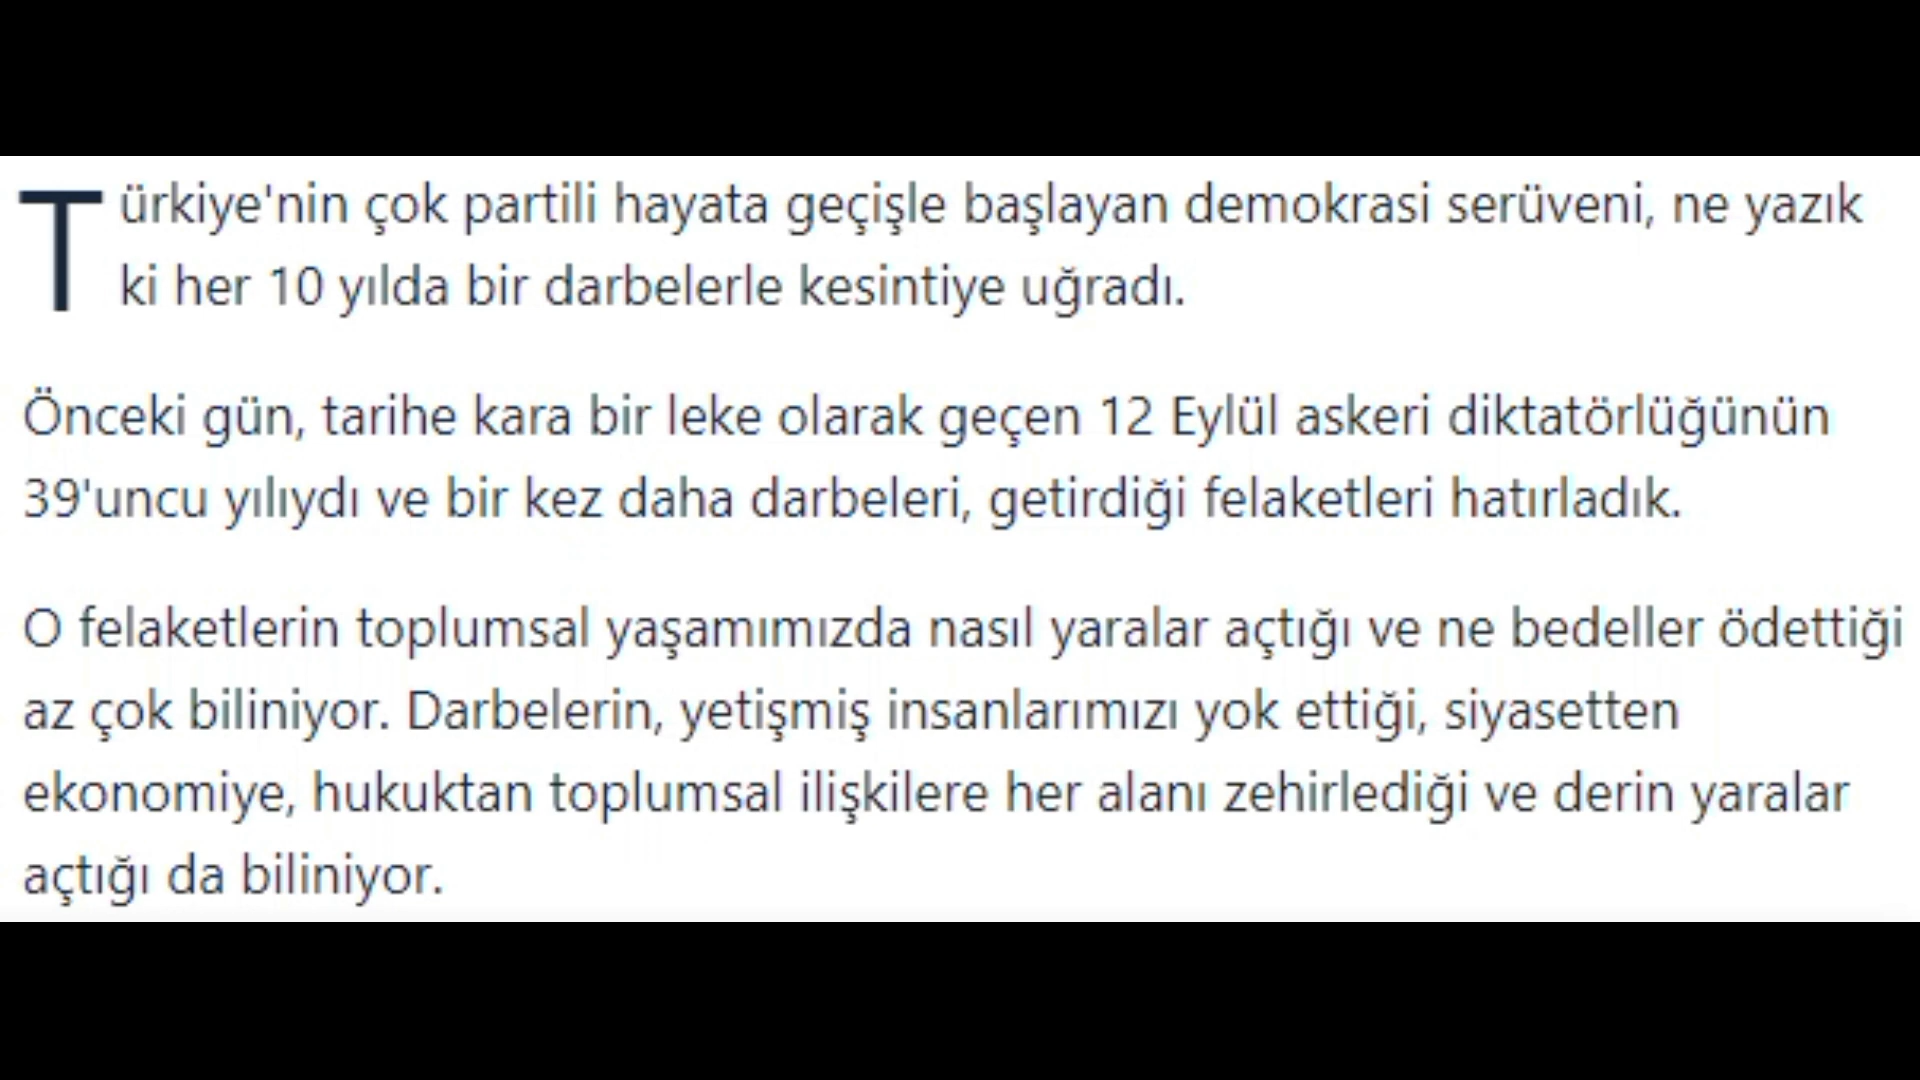 Türkiye'nin çok partili hayata geçişle başlayan demokrasi serüveni, ne yazık
ki her 10 yılda bir darbelerle kesintiye uğradı.
Önceki gün, tarihe kara bir leke olarak geçen 12 Eylül askeri diktatörlüğünün
39'uncu yılıydı ve bir kez daha darbeleri, getirdiği felaketleri hatırladık.
O felaketlerin toplumsal yaşamımızda nasıl yaralar açtığı ve ne bedeller ödettiği
az çok biliniyor. Darbelerin, yetişmiş insanlarımızı yok ettiği, siyasetten
ekonomiye, hukuktan toplumsal ilişkilere her alanı zehirlediği ve derin yaralar
açtığı da biliniyor.